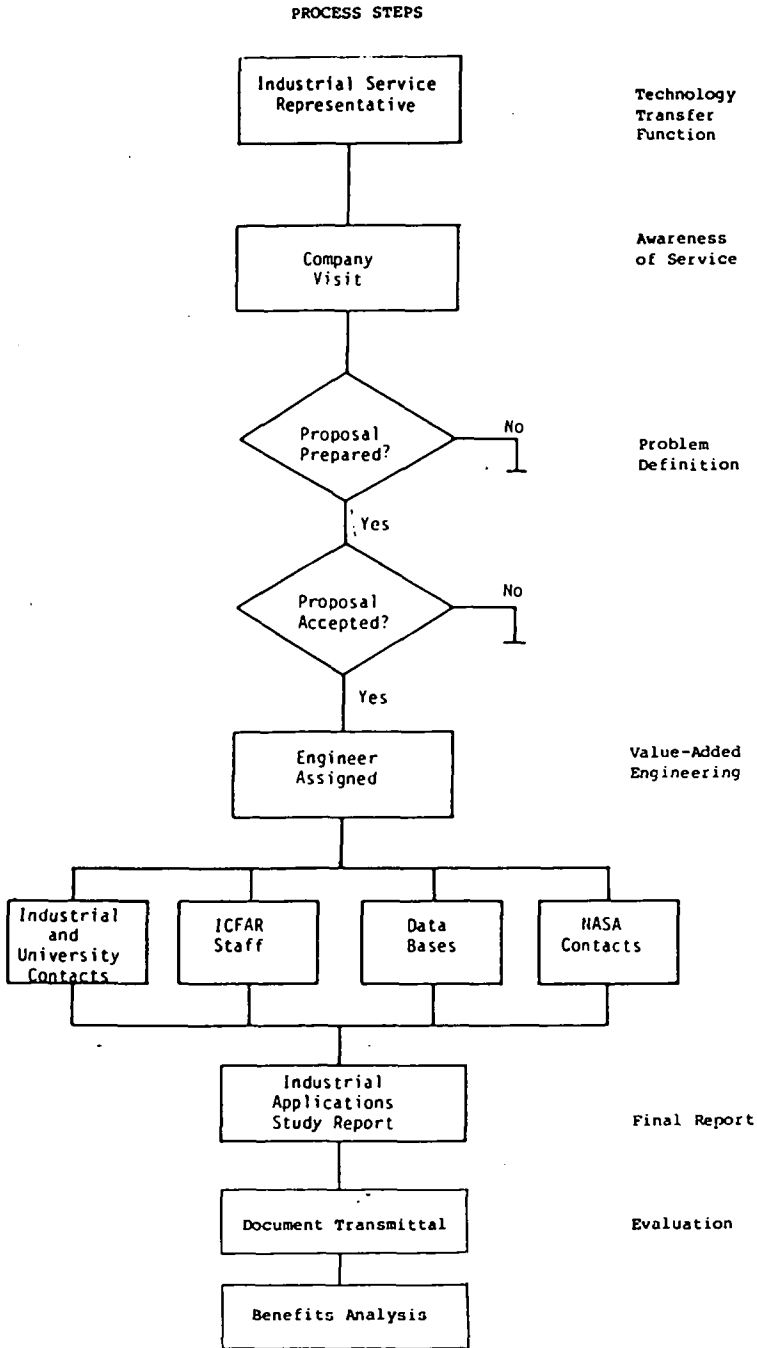 PROCESS STEPS
Industrial Service
Representative
Technology
Transfer
Function
Company
Visit
Awareness
of Service
Proposal
Prepared?
No
Problem
Definition
Yes
Proposal
Accepted?
No
Yes
Engineer
Assigned
Value-Added
Engineering
Industrial
and
University
Contacts
ICFAR
Staff
Data
Bases
NASA
Contacts
Industrial
Applications
Study Report
Final Report
Document Transmittal
Evaluation
Benefits Analysis